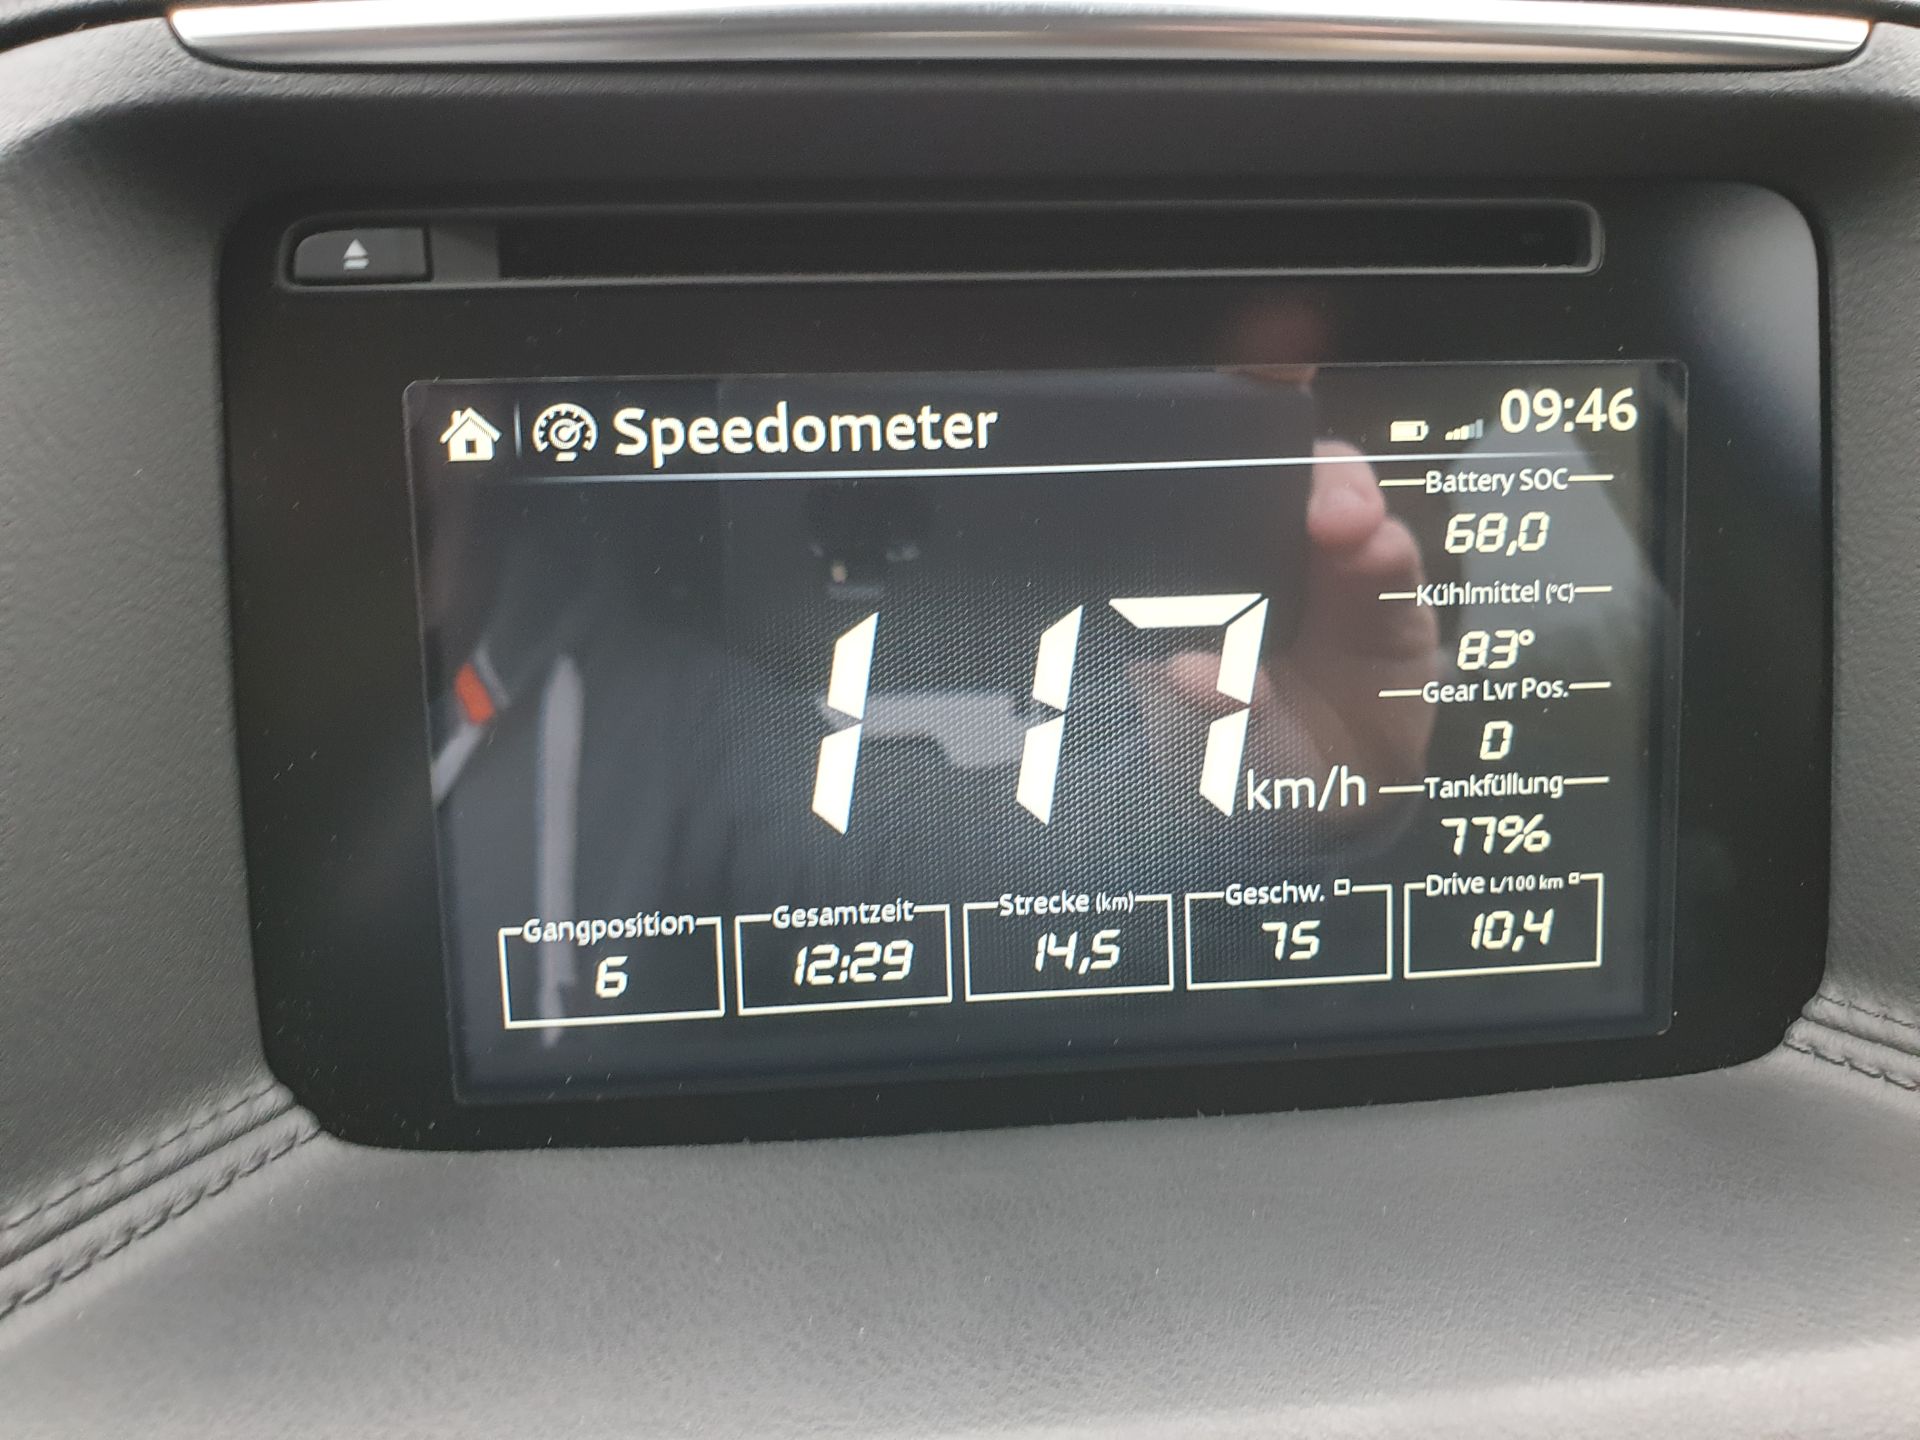 Speedometer
09:46
Battery SOC
68,0
Kühlmittel (°C)
83°
Gear Lvr Pos.
0
117 km/h
Tankfüllung
77%
Gangposition
6
Gesamtzeit
12:29
Strecke (km)
14,5
Geschw.
75
Drive L/100 km
10,4